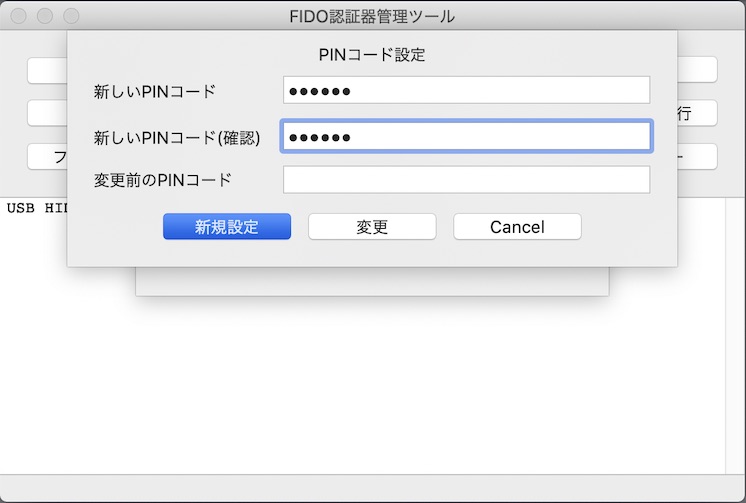 FIDO認証器管理ツール
PINコード設定
新しいPINコード
●●●●●●
新しいPINコード(確認)
●●●●●●
変更前のPINコード
行
フ
新規設定
変更
Cancel
USB HID